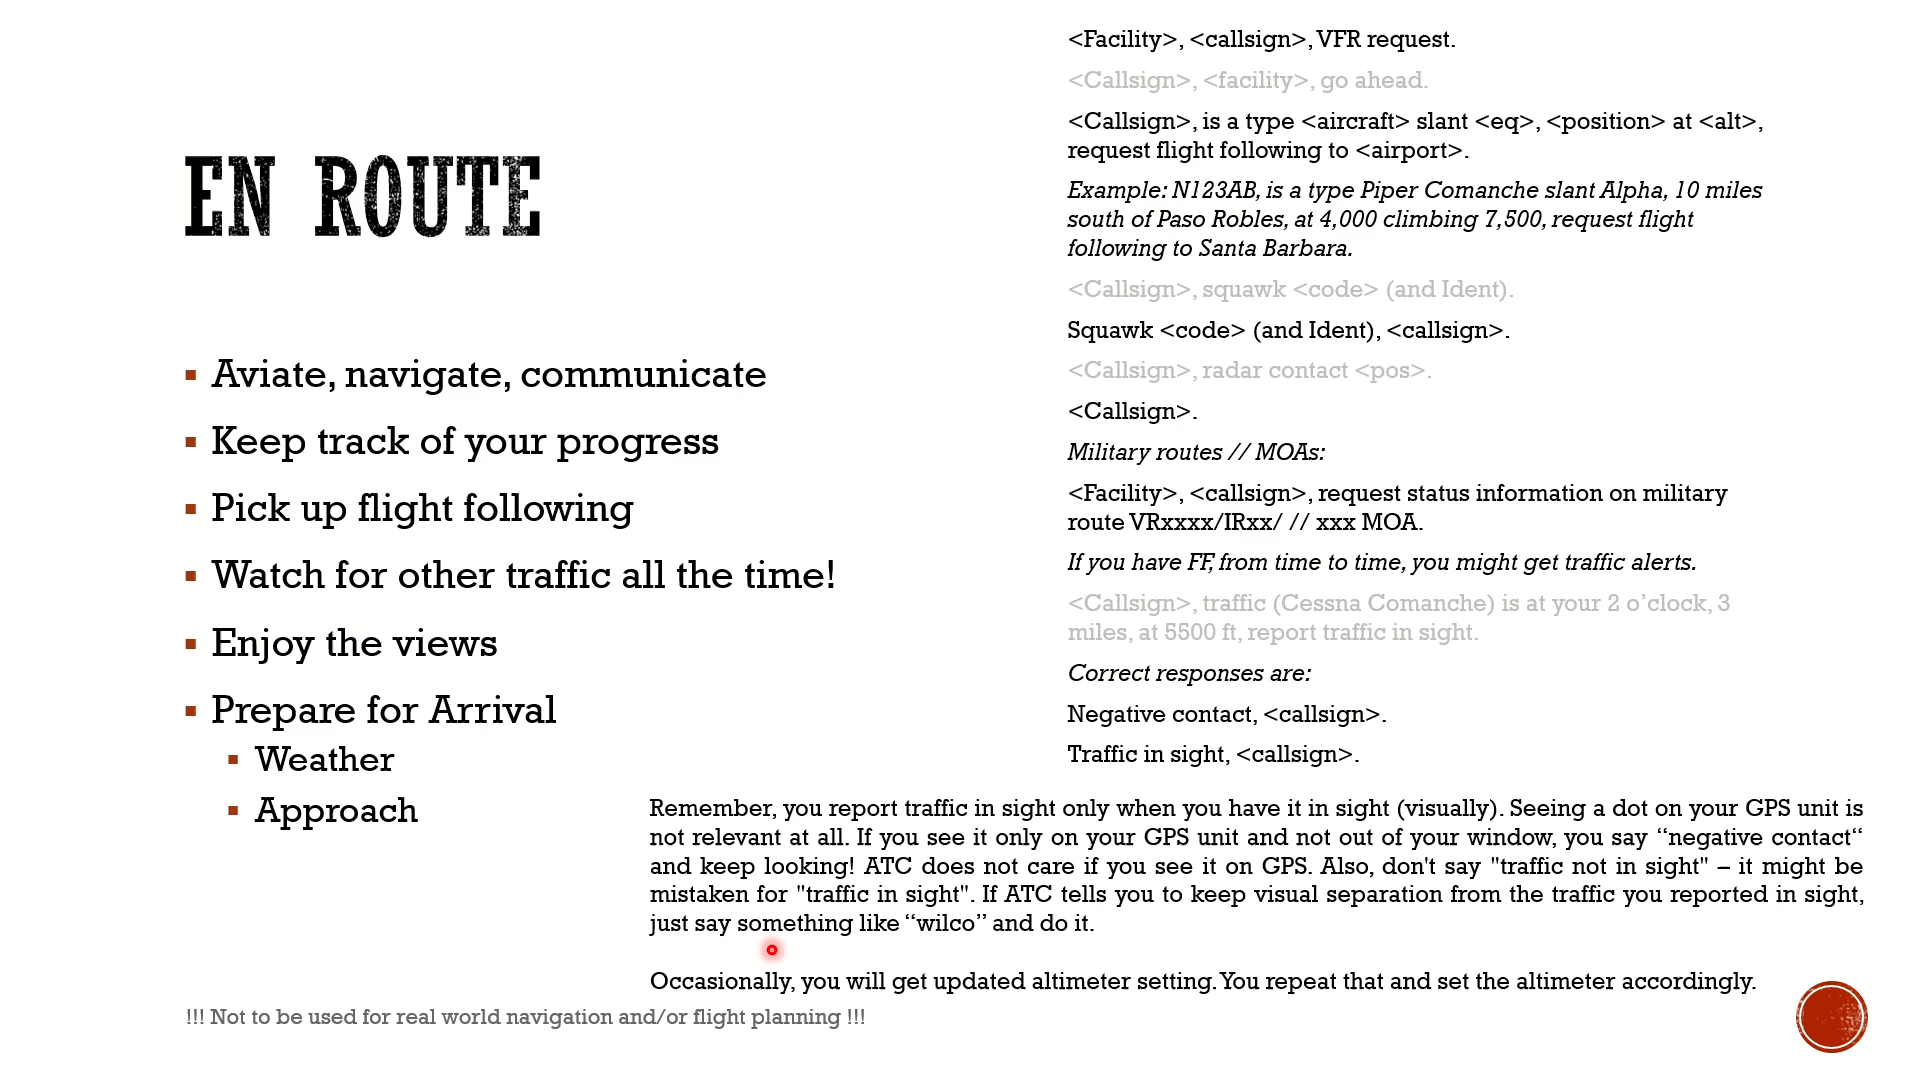 EN ROUTE
Aviate, navigate, communicate
Keep track of your progress
Pick up flight following
Watch for other traffic all the time!
Enjoy the views
Prepare for Arrival
Weather
Approach
<Facility>, <callsign>, VFR request.
<Callsign>, <facility>, go ahead.
<Callsign>, is a type <aircraft> slant <eq>, <position> at <alt>,
request flight following to <airport>.
Example: N123AB, is a type Piper Comanche slant Alpha, 10 miles
south of Paso Robles, at 4,000 climbing 7,500, request flight
following to Santa Barbara.
<Callsign>, squawk <code> (and Ident).
Squawk <code> (and Ident), <callsign>.
<Callsign>, radar contact <pos>.
<Callsign>.
Military routes // MOAs:
<Facility>, <callsign>, request status information on military
route VRxxxx/IRxx/ // xxx MOA.
If you have FF, from time to time, you might get traffic alerts.
<Callsign>, traffic (Cessna Comanche) is at your 2 o’clock, 3
miles, at 5500 ft, report traffic in sight.
Correct responses are:
Negative contact, <callsign>.
Traffic in sight, <callsign>.
Remember, you report traffic in sight only when you have it in sight (visually). Seeing a dot on your GPS unit is
not relevant at all. If you see it only on your GPS unit and not out of your window, you say “negative contact“
and keep looking! ATC does not care if you see it on GPS. Also, don't say "traffic not in sight" – it might be
mistaken for "traffic in sight". If ATC tells you to keep visual separation from the traffic you reported in sight,
just say something like “wilco” and do it.
Occasionally, you will get updated altimeter setting. You repeat that and set the altimeter accordingly.
!!! Not to be used for real world navigation and/or flight planning !!!